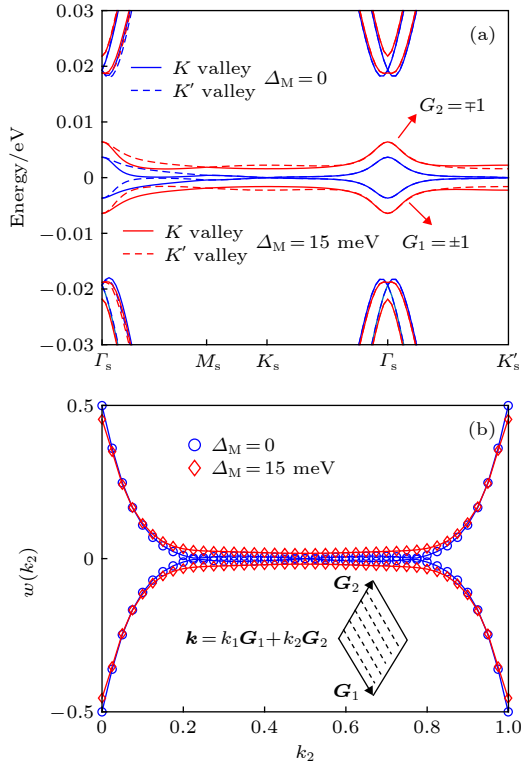 (a)
0.03
0.02
0.01
0
−0.01
−0.02
−0.03
Energy/eV
K valley
K′ valley
Δ_M = 0
G_2 = ∓1
K valley
K′ valley
Δ_M = 15 meV
G_1 = ±1
Γ_s
M_s
K_s
Γ_s
K′_s
(b)
0.5
0
−0.5
w(k_2)
Δ_M = 0
Δ_M = 15 meV
G_2
k = k_1G_1 + k_2G_2
G_1
0
0.2
0.4
0.6
0.8
1.0
k_2